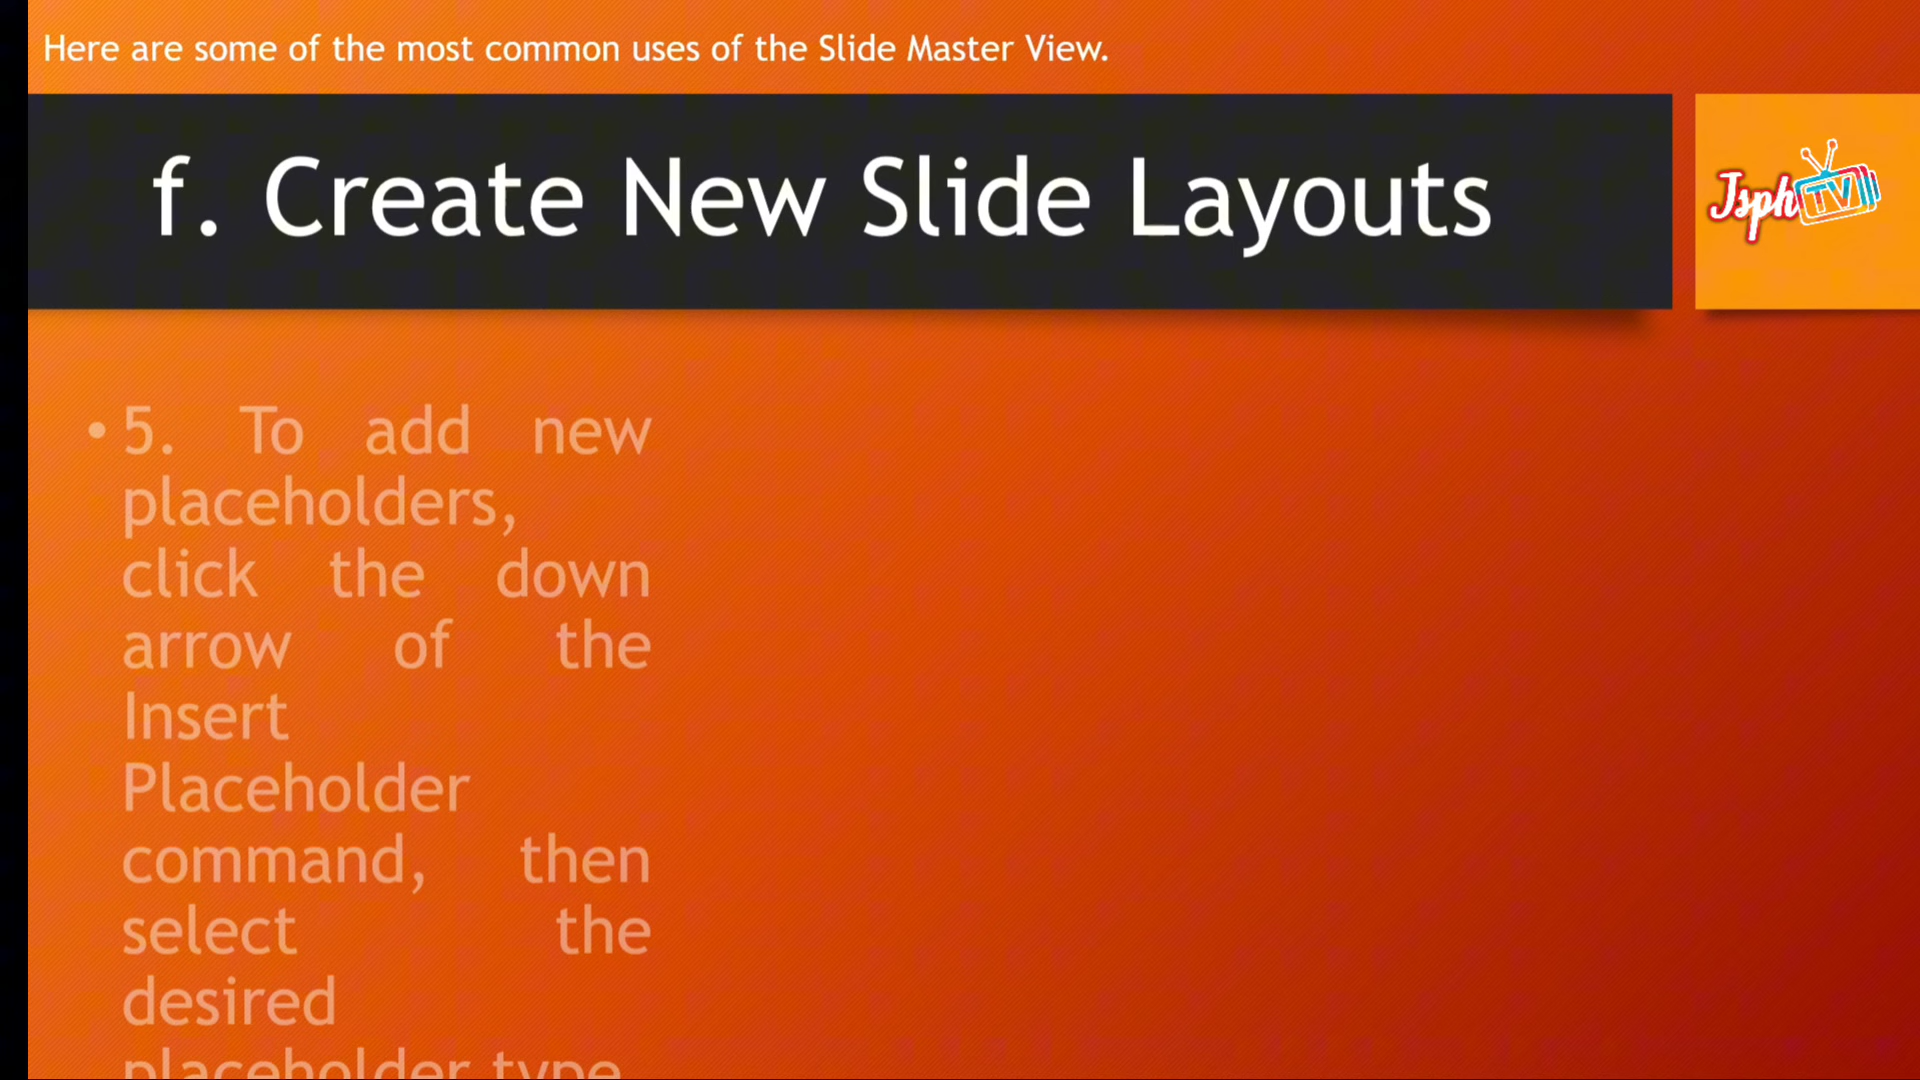 Here are some of the most common uses of the Slide Master View.
f. Create New Slide Layouts
Jsph TV
• 5. To add new
placeholders,
click the down
arrow of the
Insert
Placeholder
command, then
select the
desired
placeholder type